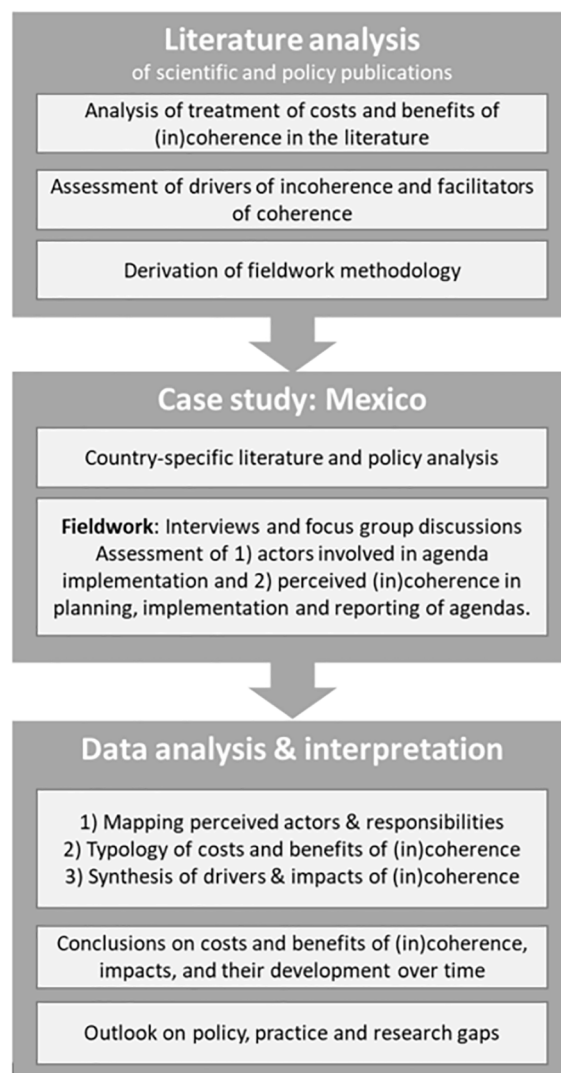 Literature analysis
of scientific and policy publications
Analysis of treatment of costs and benefits of
(in)coherence in the literature
Assessment of drivers of incoherence and facilitators
of coherence
Derivation of fieldwork methodology
Case study: Mexico
Country-specific literature and policy analysis
Fieldwork: Interviews and focus group discussions
Assessment of 1) actors involved in agenda
implementation and 2) perceived (in)coherence in
planning, implementation and reporting of agendas.
Data analysis & interpretation
1) Mapping perceived actors & responsibilities
2) Typology of costs and benefits of (in)coherence
3) Synthesis of drivers & impacts of (in)coherence
Conclusions on costs and benefits of (in)coherence,
impacts, and their development over time
Outlook on policy, practice and research gaps